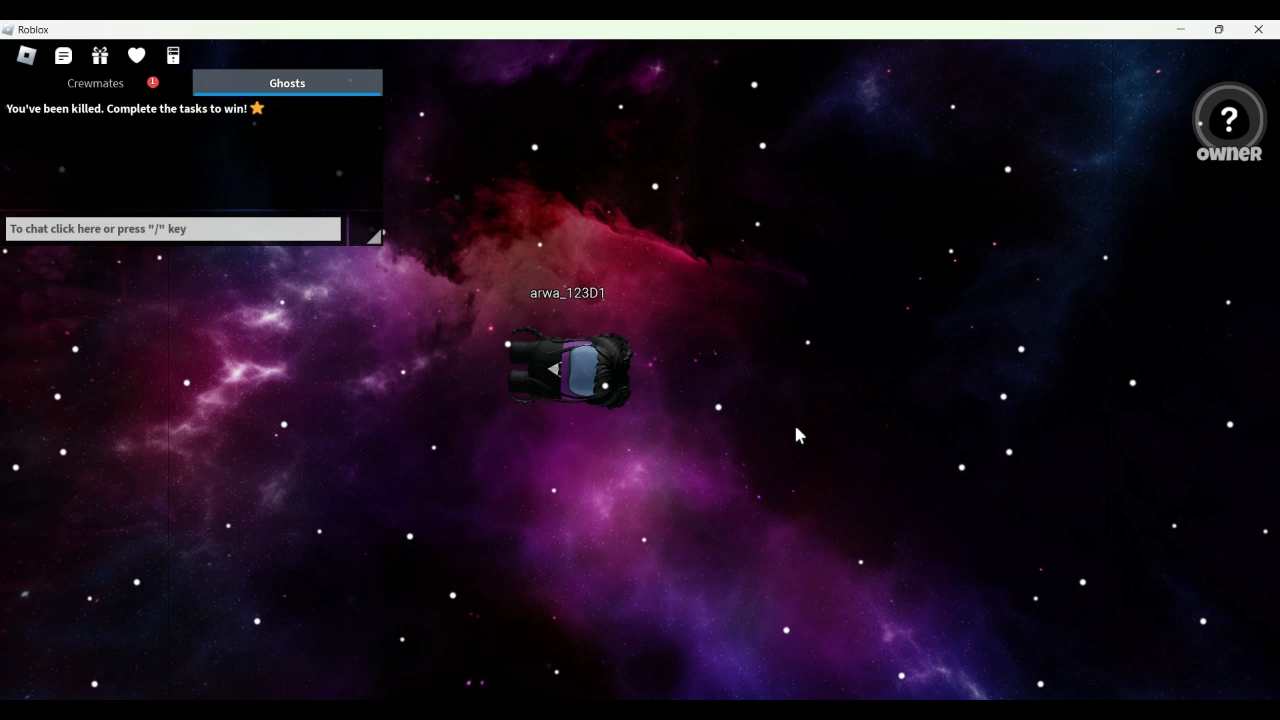 Roblox
Crewmates 1 Ghosts
You've been killed. Complete the tasks to win!
To chat click here or press "/" key
?
OWNER
arwa_123D1